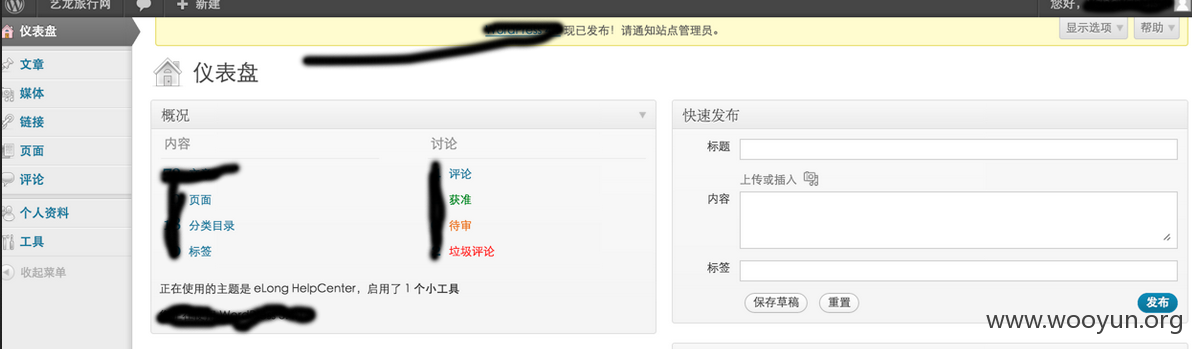 艺龙旅行网 新建 您好,
仪表盘
现已发布！请通知站点管理员。
显示选项 帮助
文章
媒体
链接
页面
评论
个人资料
工具
收起菜单
仪表盘
概况
内容 讨论
评论
页面 获准
分类目录 待审
标签 垃圾评论
正在使用的主题是 eLong HelpCenter，启用了 1 个小工具
快速发布
标题
上传或插入
内容
标签
保存草稿 重置 发布
www.wooyun.org